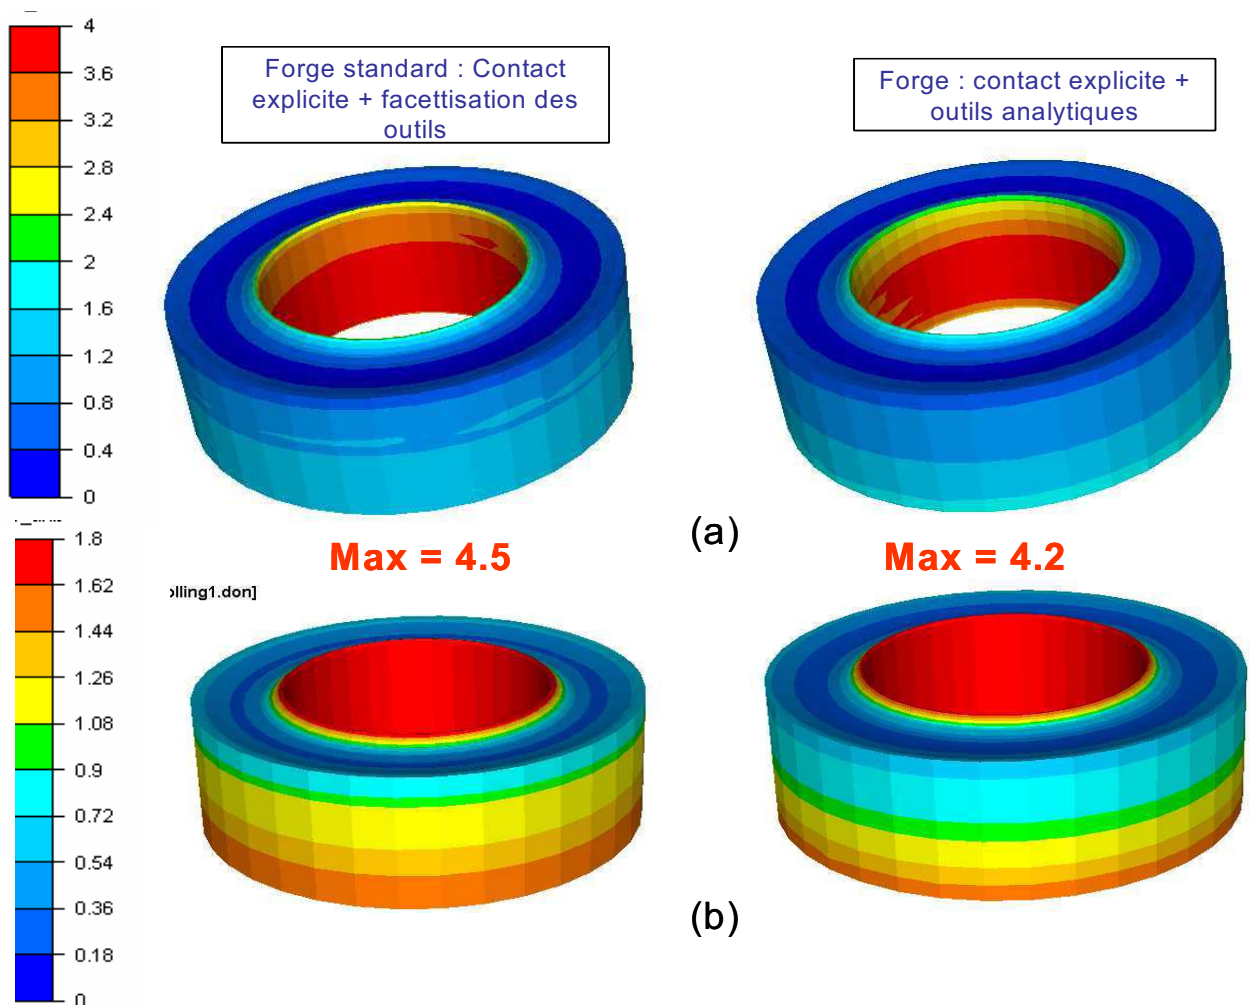 4
3.6
3.2
2.8
2.4
2
1.6
1.2
0.8
0.4
0
Forge standard : Contact
explicite + facettisation des
outils
Forge : contact explicite +
outils analytiques
(a)
Max = 4.5
Max = 4.2
olling1.don]
1.8
1.62
1.44
1.26
1.08
0.9
0.72
0.54
0.36
0.18
0
(b)